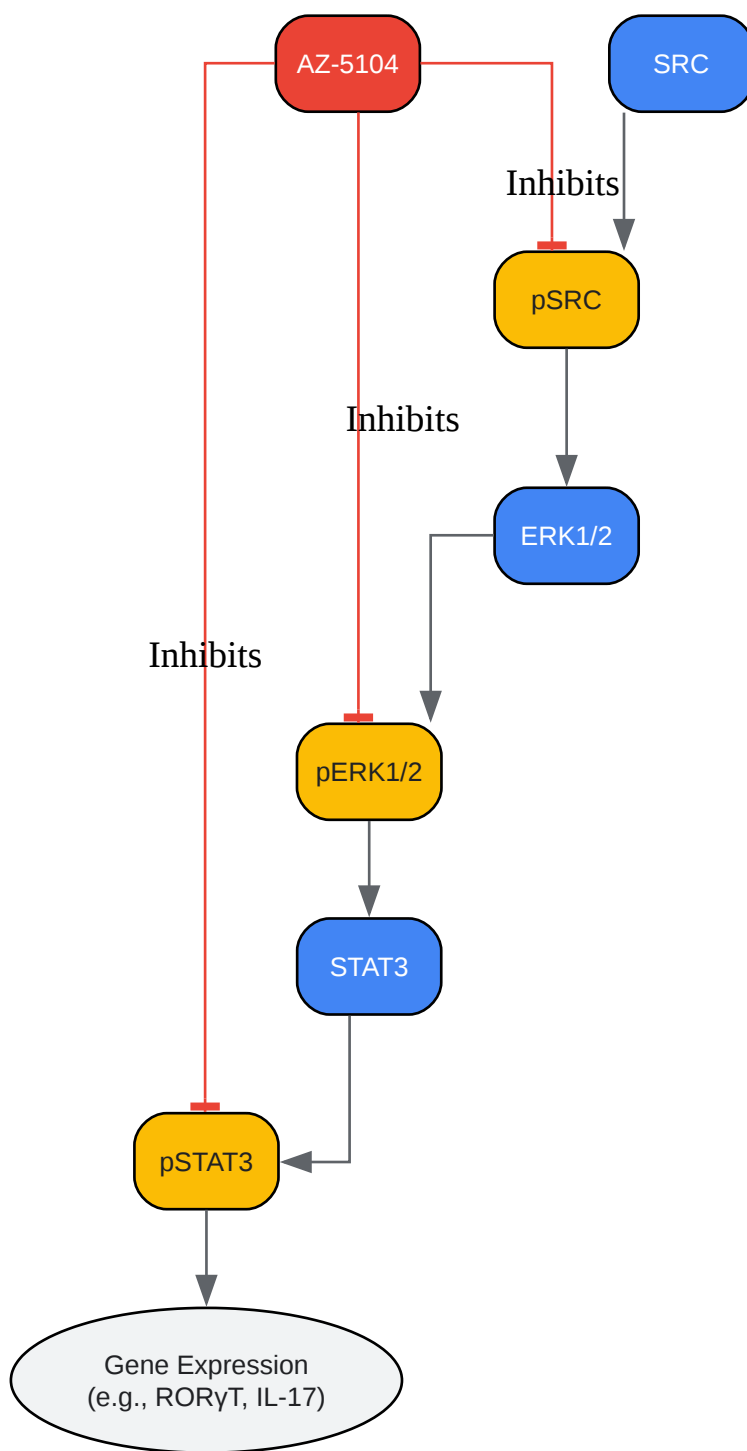 AZ-5104
SRC
Inhibits
pSRC
Inhibits
ERK1/2
Inhibits
pERK1/2
STAT3
pSTAT3
Gene Expression
(e.g., RORγT, IL-17)